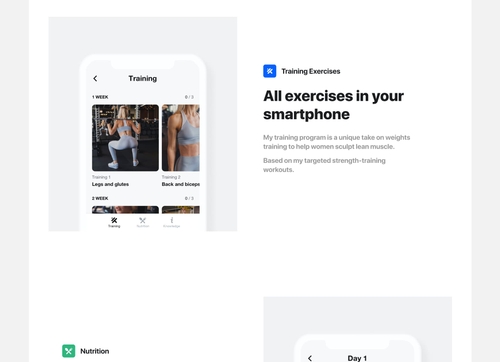 Training
1 WEEK
0 / 3
Training 1
Training 2
Legs and glutes
Back and biceps
2 WEEK
0 / 3
Training
Nutrition
Knowledge
Training Exercises
All exercises in your
smartphone
My training program is a unique take on weights
training to help women sculpt lean muscle.
Based on my targeted strength-training
workouts.
Nutrition
Day 1